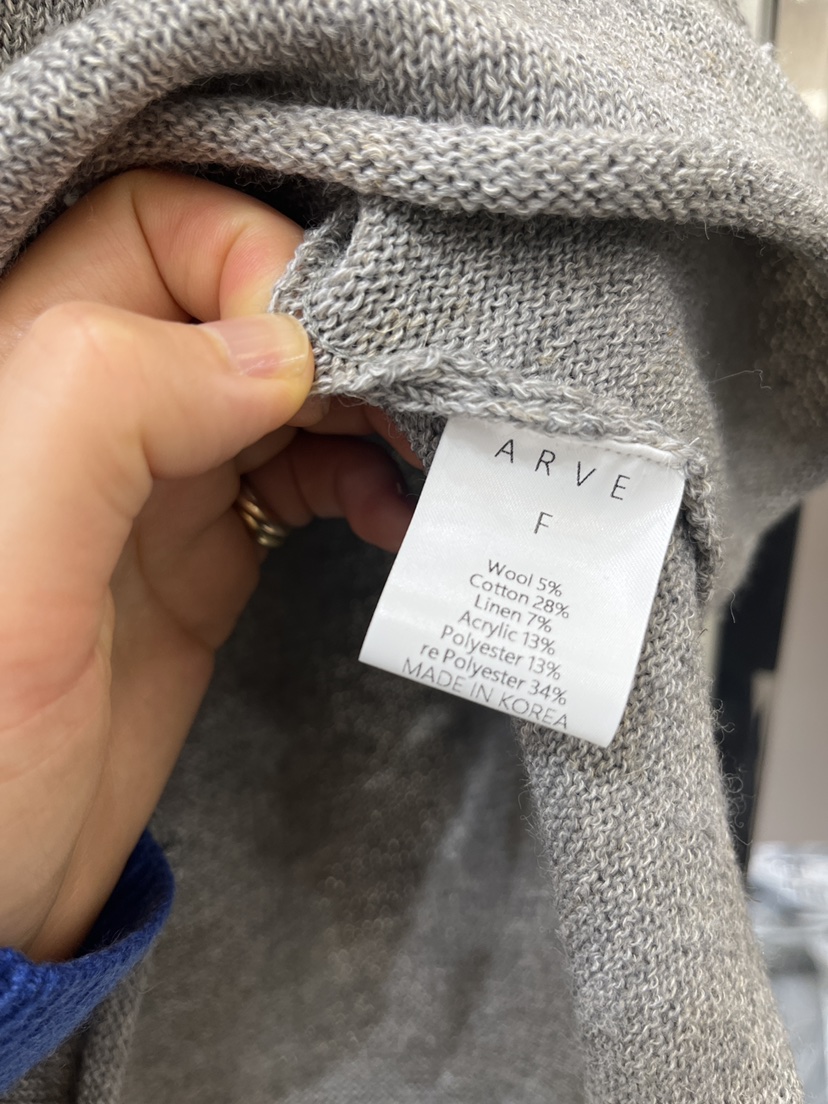 ARVE
F
Wool 5%
Cotton 28%
Linen 7%
Acrylic 13%
Polyester 13%
re Polyester 34%
MADE IN KOREA